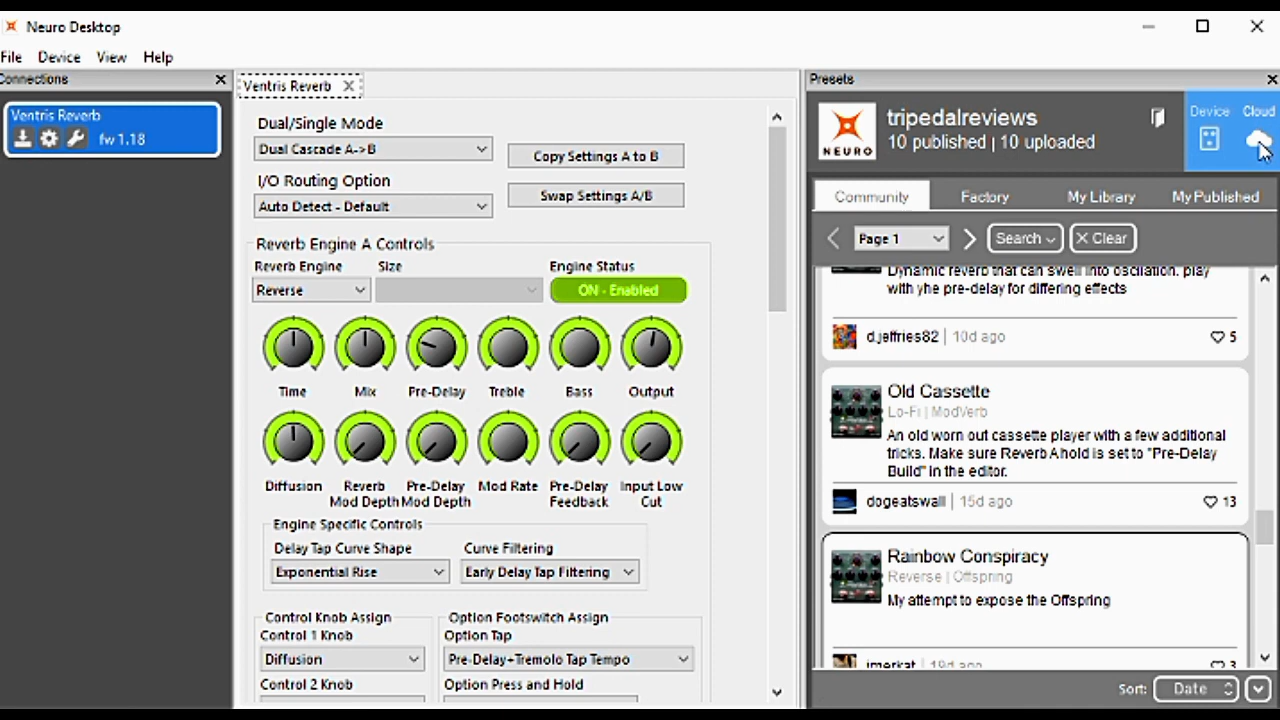 Neuro Desktop
File Device View Help
Connections
Ventris Reverb
fw 1.18
Ventris Reverb
Dual/Single Mode
Dual Cascade A->B
Copy Settings A to B
I/O Routing Option
Auto Detect - Default
Swap Settings A/B
Reverb Engine A Controls
Reverb Engine Size Engine Status
Reverse ON - Enabled
Time Mix Pre-Delay Treble Bass Output
Diffusion Reverb Mod Depth Pre-Delay Mod Depth Mod Rate Pre-Delay Feedback Input Low Cut
Engine Specific Controls
Delay Tap Curve Shape Curve Filtering
Exponential Rise Early Delay Tap Filtering
Control Knob Assign Option Footswitch Assign
Control 1 Knob Option Tap
Diffusion Pre-Delay+Tremolo Tap Tempo
Control 2 Knob Option Press and Hold
Presets
NEURO
tripedalreviews
10 published | 10 uploaded
Device Cloud
Community Factory My Library My Published
Page 1 Search Clear
Dynamic reverb that can swell into oscilation. play
with yhe pre-delay for differing effects
d.jeffries82 | 10d ago 5
Old Cassette
Lo-Fi | ModVerb
An old worn out cassette player with a few additional
tricks. Make sure Reverb A hold is set to "Pre-Delay
Build" in the editor.
dogeatswall | 15d ago 13
Rainbow Conspiracy
Reverse | Offspring
My attempt to expose the Offspring
jmerkat | 19d ago 3
Sort: Date